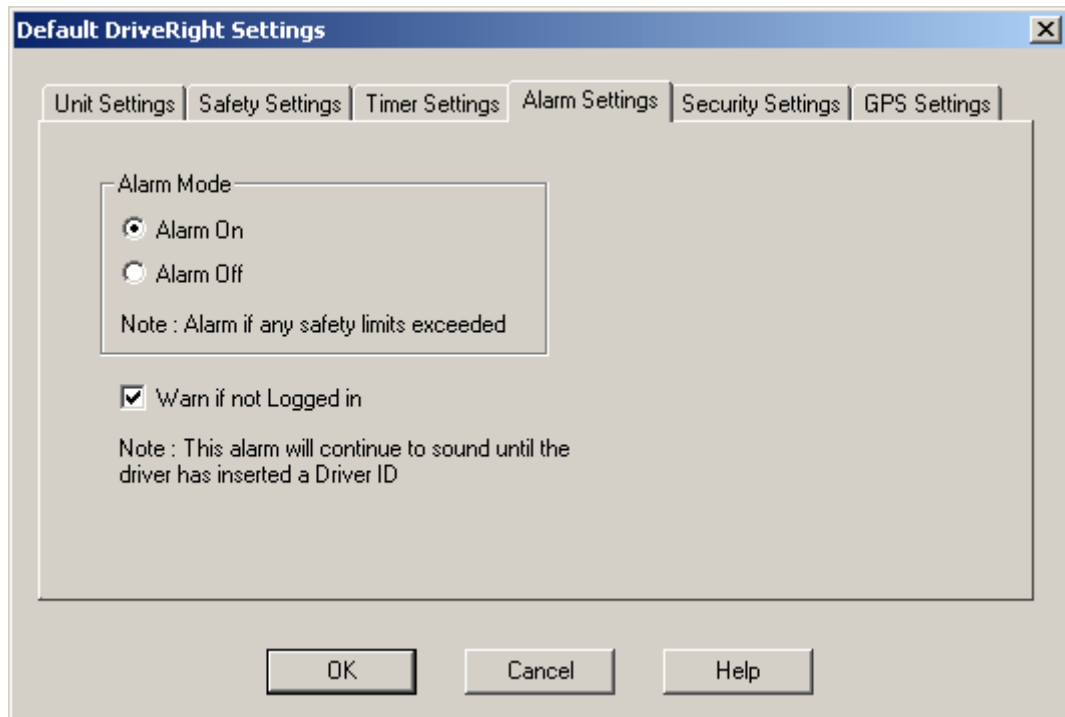 Default DriveRight Settings
Unit Settings Safety Settings Timer Settings Alarm Settings Security Settings GPS Settings
Alarm Mode
Alarm On
Alarm Off
Note : Alarm if any safety limits exceeded
Warn if not Logged in
Note : This alarm will continue to sound until the
driver has inserted a Driver ID
OK Cancel Help